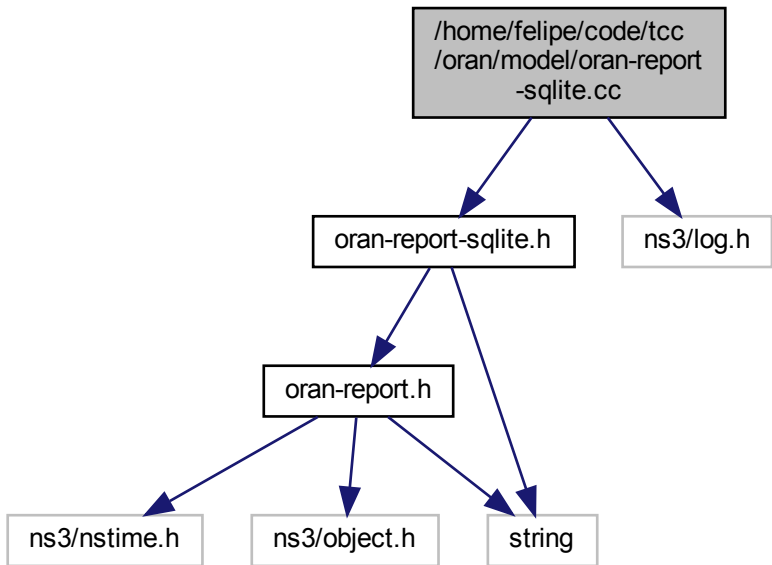 /home/felipe/code/tcc
/oran/model/oran-report
-sqlite.cc
oran-report-sqlite.h
ns3/log.h
oran-report.h
ns3/nstime.h
ns3/object.h
string